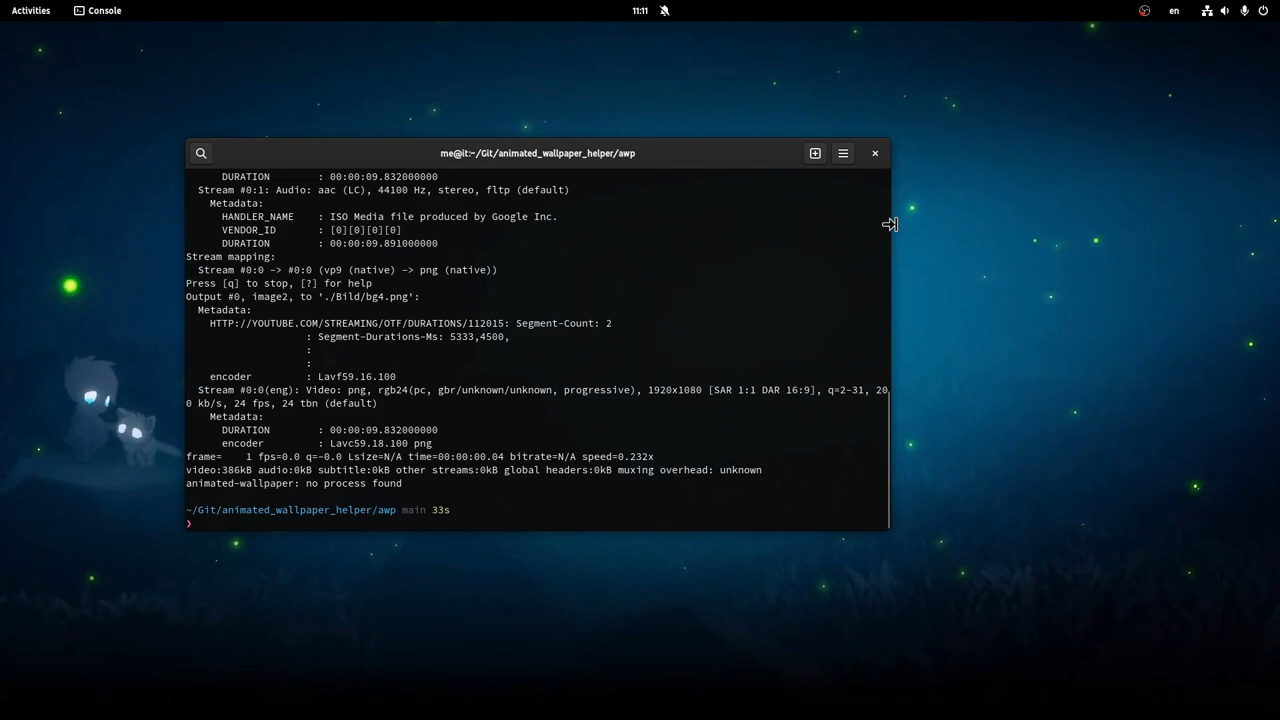 Activities
Console
11:11
en
me@it:~/Git/animated_wallpaper_helper/awp
DURATION : 00:00:09.832000000
Stream #0:1: Audio: aac (LC), 44100 Hz, stereo, fltp (default)
Metadata:
HANDLER_NAME : ISO Media file produced by Google Inc.
VENDOR_ID : [0][0][0][0]
DURATION : 00:00:09.891000000
Stream mapping:
Stream #0:0 -> #0:0 (vp9 (native) -> png (native))
Press [q] to stop, [?] for help
Output #0, image2, to './Bild/bg4.png':
Metadata:
HTTP://YOUTUBE.COM/STREAMING/OTF/DURATIONS/112015: Segment-Count: 2
: Segment-Durations-Ms: 5333,4500,
:
:
encoder : Lavf59.16.100
Stream #0:0(eng): Video: png, rgb24(pc, gbr/unknown/unknown, progressive), 1920x1080 [SAR 1:1 DAR 16:9], q=2-31, 20
0 kb/s, 24 fps, 24 tbn (default)
Metadata:
DURATION : 00:00:09.832000000
encoder : Lavc59.18.100 png
frame= 1 fps=0.0 q=-0.0 Lsize=N/A time=00:00:00.04 bitrate=N/A speed=0.232x
video:386kB audio:0kB subtitle:0kB other streams:0kB global headers:0kB muxing overhead: unknown
animated-wallpaper: no process found
~/Git/animated_wallpaper_helper/awp main 33s
❯